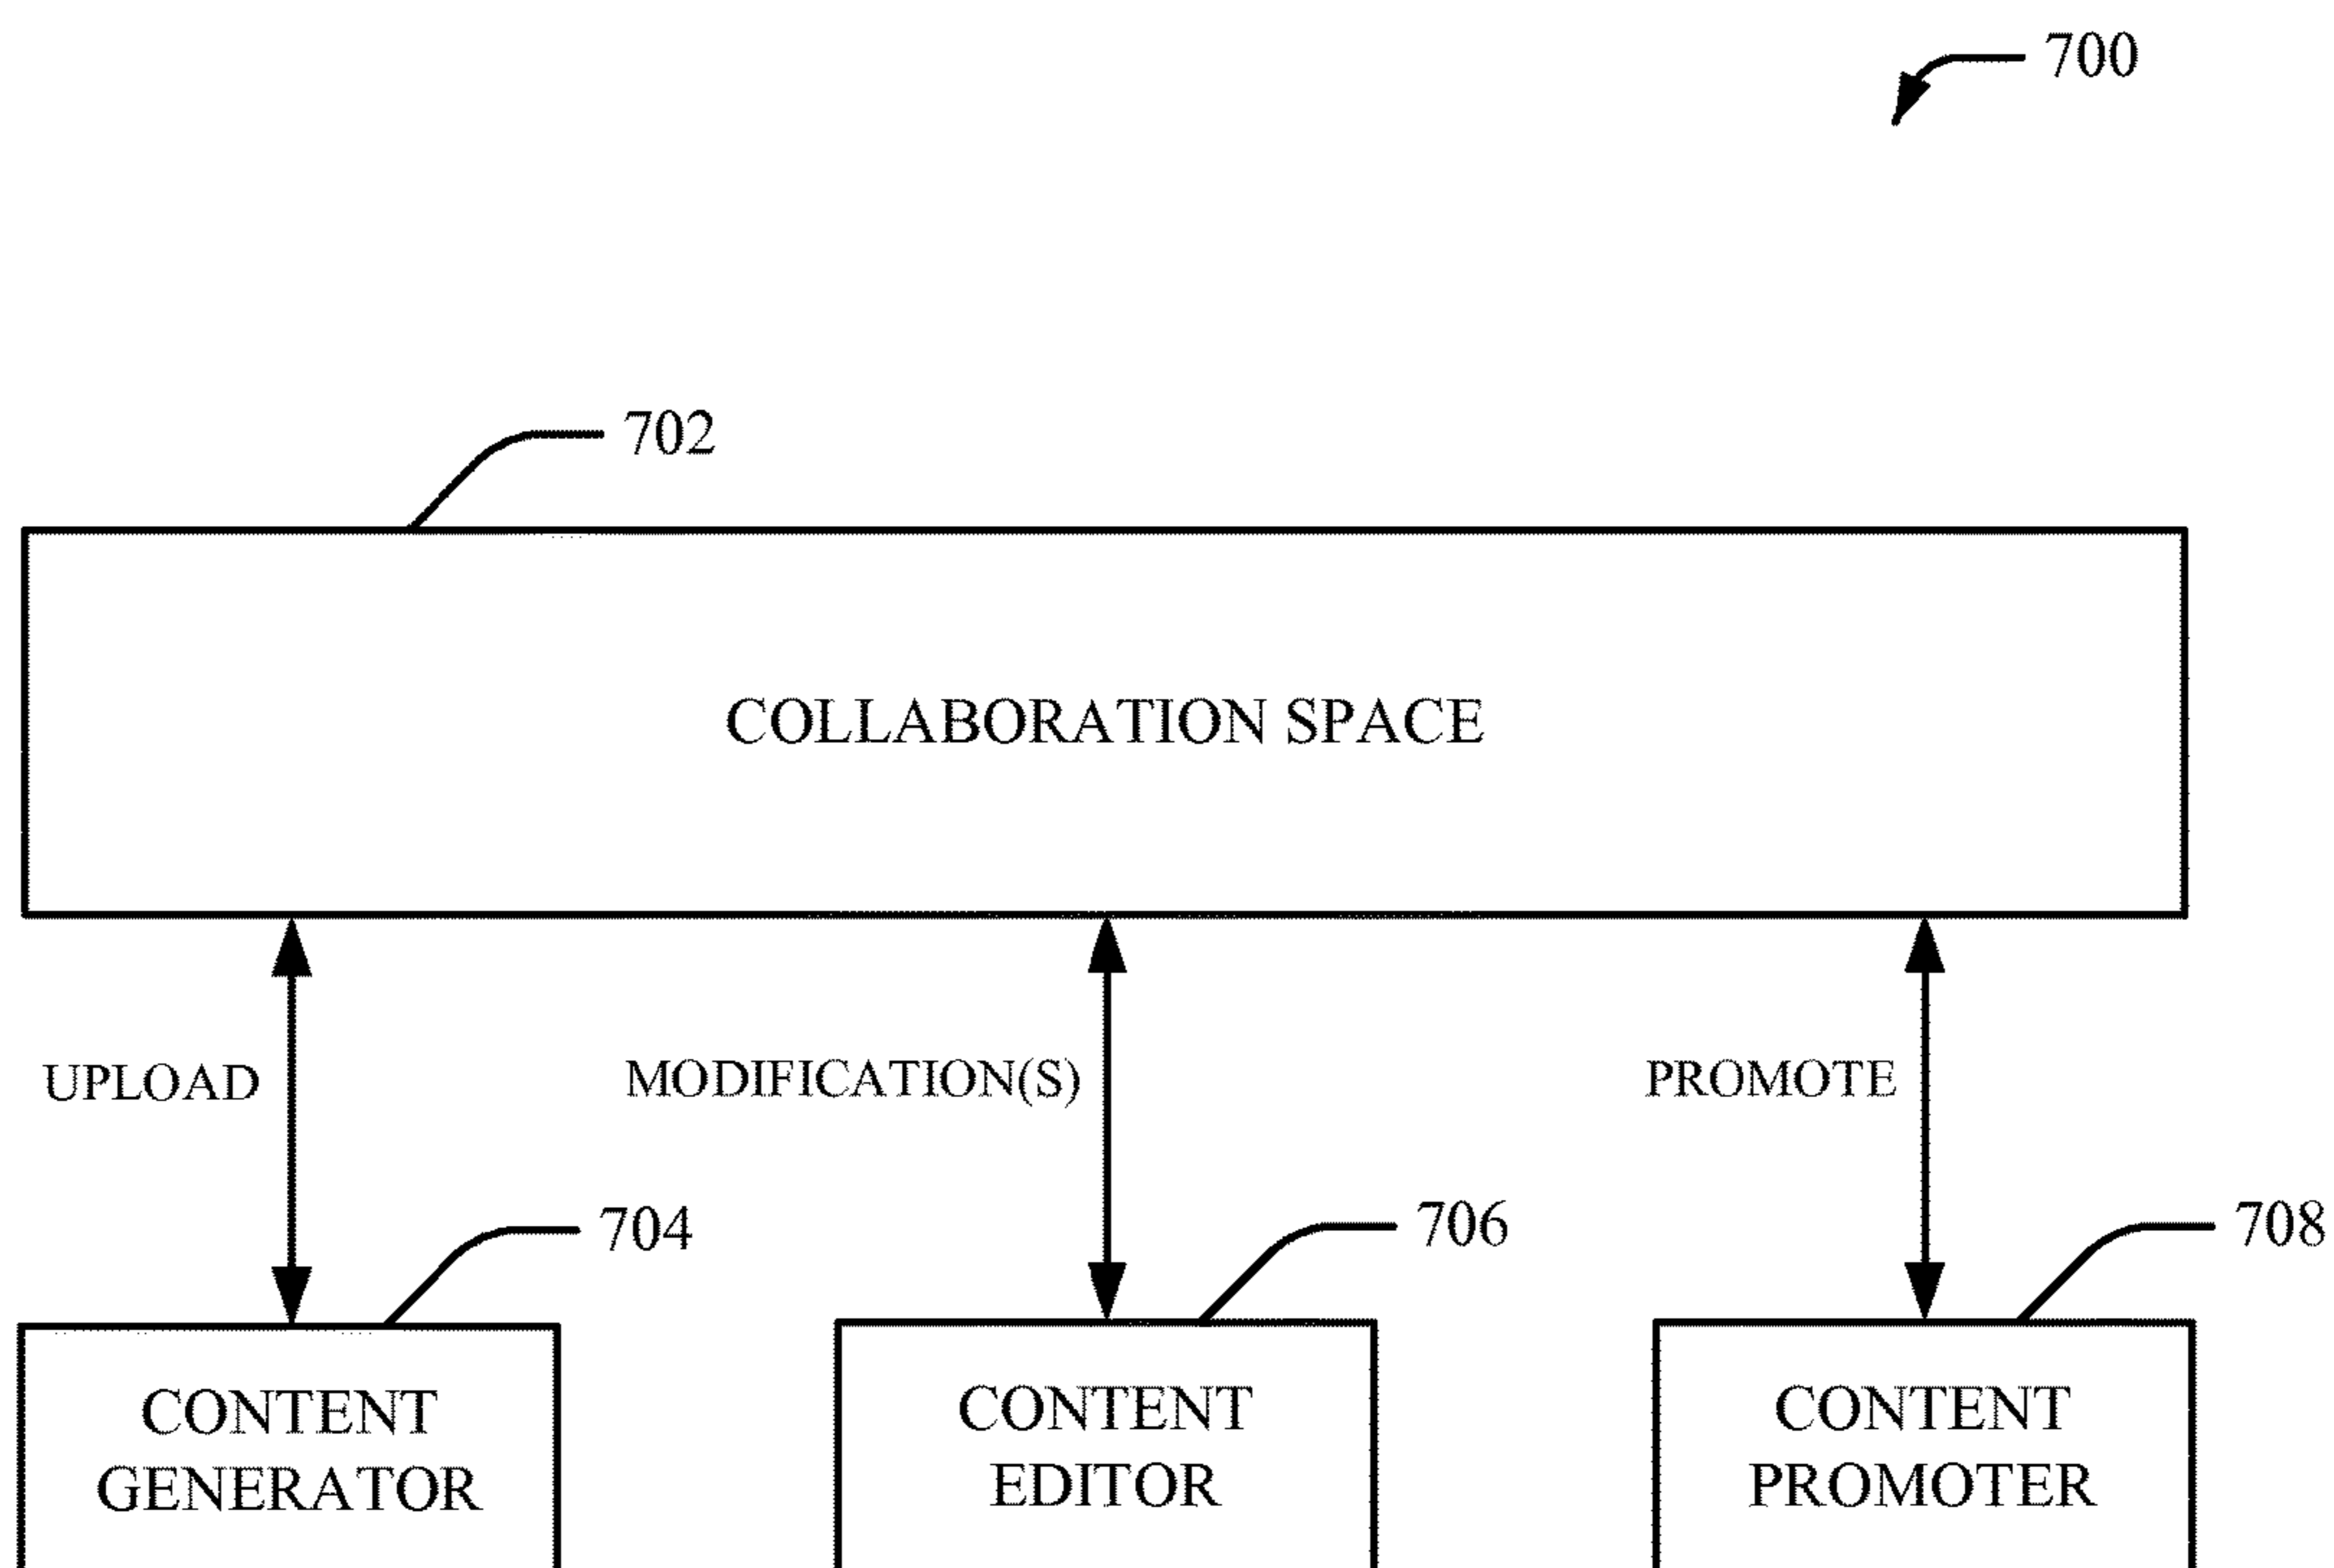 700
702
COLLABORATION SPACE
UPLOAD
MODIFICATION(S)
PROMOTE
704
706
708
CONTENT
GENERATOR
CONTENT
EDITOR
CONTENT
PROMOTER